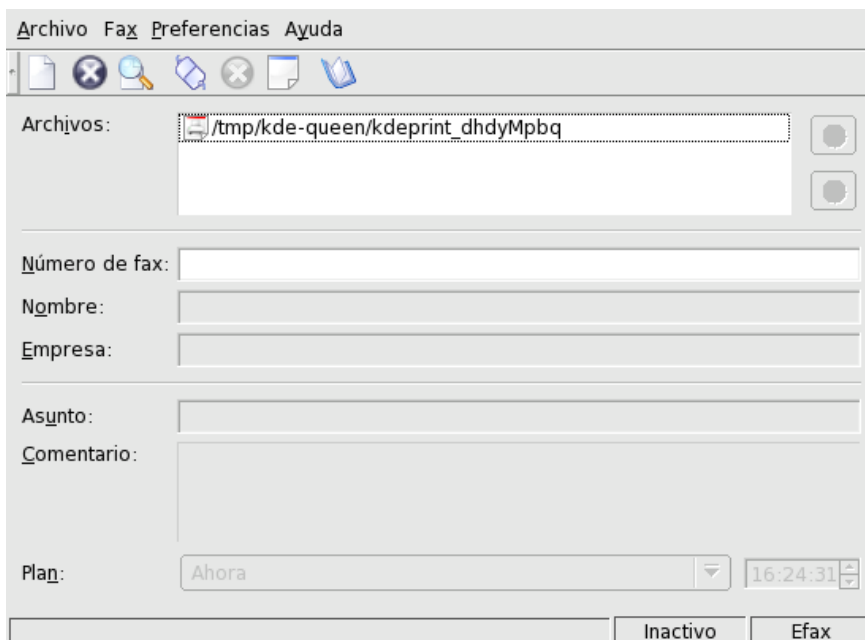 Archivo Fax Preferencias Ayuda
Archivos: /tmp/kde-queen/kdeprint_dhdyMpbq
Número de fax:
Nombre:
Empresa:
Asunto:
Comentario:
Plan: Ahora 16:24:31
Inactivo Efax